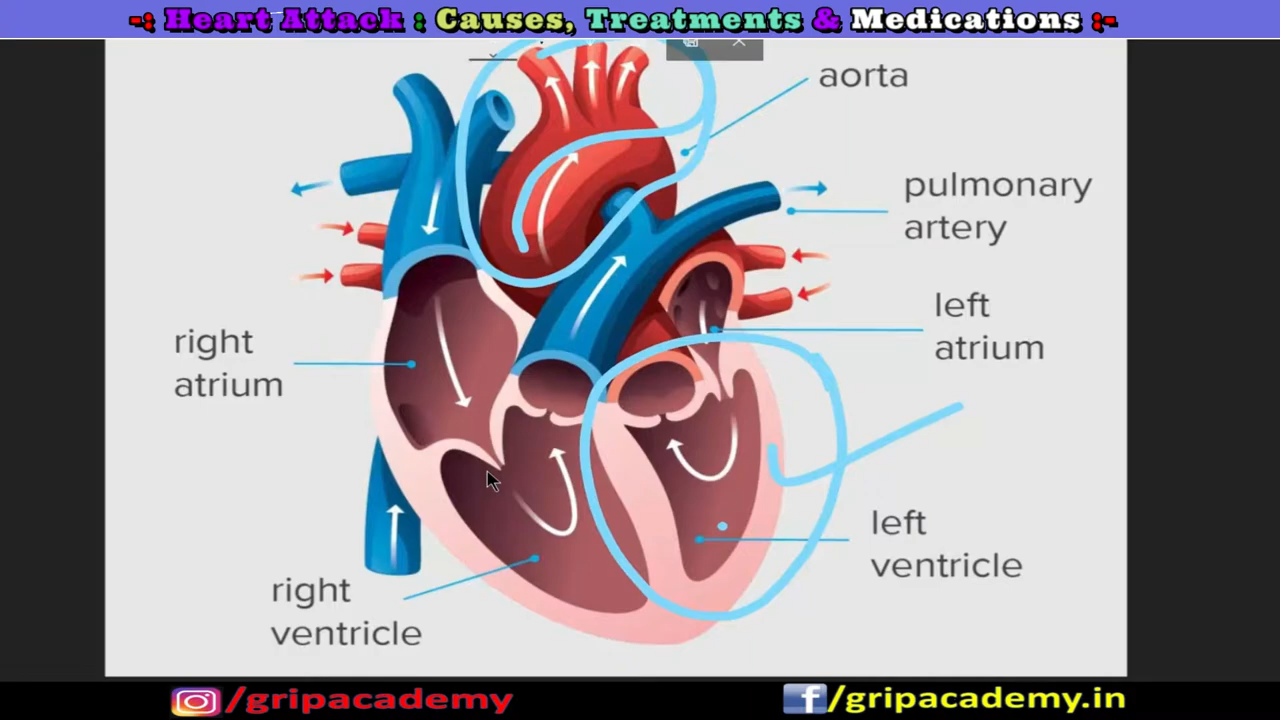 -: Heart Attack : Causes, Treatments & Medications :-
aorta
pulmonary
artery
left
atrium
right
atrium
left
ventricle
right
ventricle
/gripacademy
/gripacademy.in